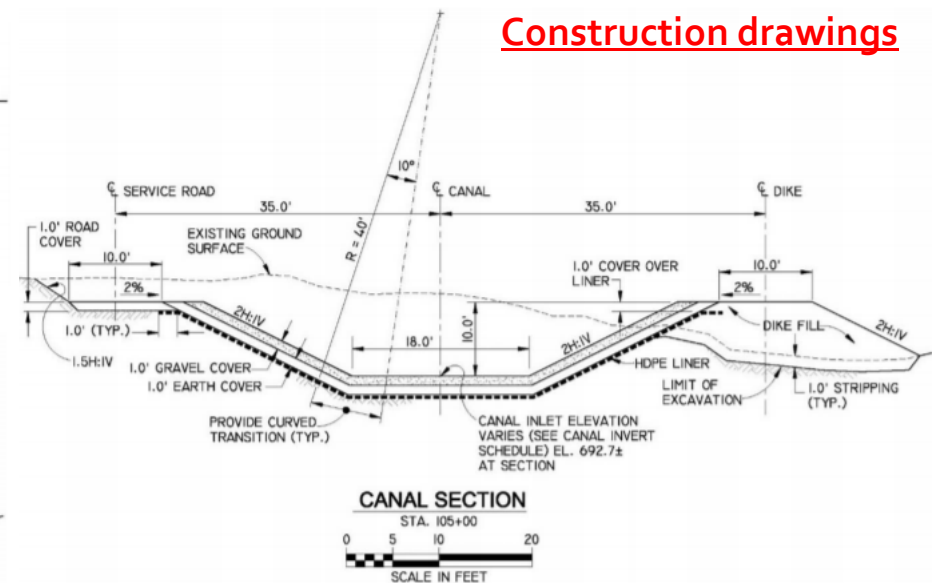 Construction drawings
10°
℄ SERVICE ROAD
℄ CANAL
℄ DIKE
35.0'
35.0'
1.0' ROAD
COVER
EXISTING GROUND
SURFACE
R = 40'
1.0' COVER OVER
LINER
10.0'
10.0'
2%
2%
2H:1V
10.0'
DIKE FILL
2H:1V
1.0' (TYP.)
18.0'
2H:1V
1.5H:1V
1.0' GRAVEL COVER
HDPE LINER
1.0' EARTH COVER
LIMIT OF
EXCAVATION
1.0' STRIPPING
(TYP.)
PROVIDE CURVED
TRANSITION (TYP.)
CANAL INLET ELEVATION
VARIES (SEE CANAL INVERT
SCHEDULE) EL. 692.7±
AT SECTION
CANAL SECTION
STA. 105+00
0 5 10 20
SCALE IN FEET